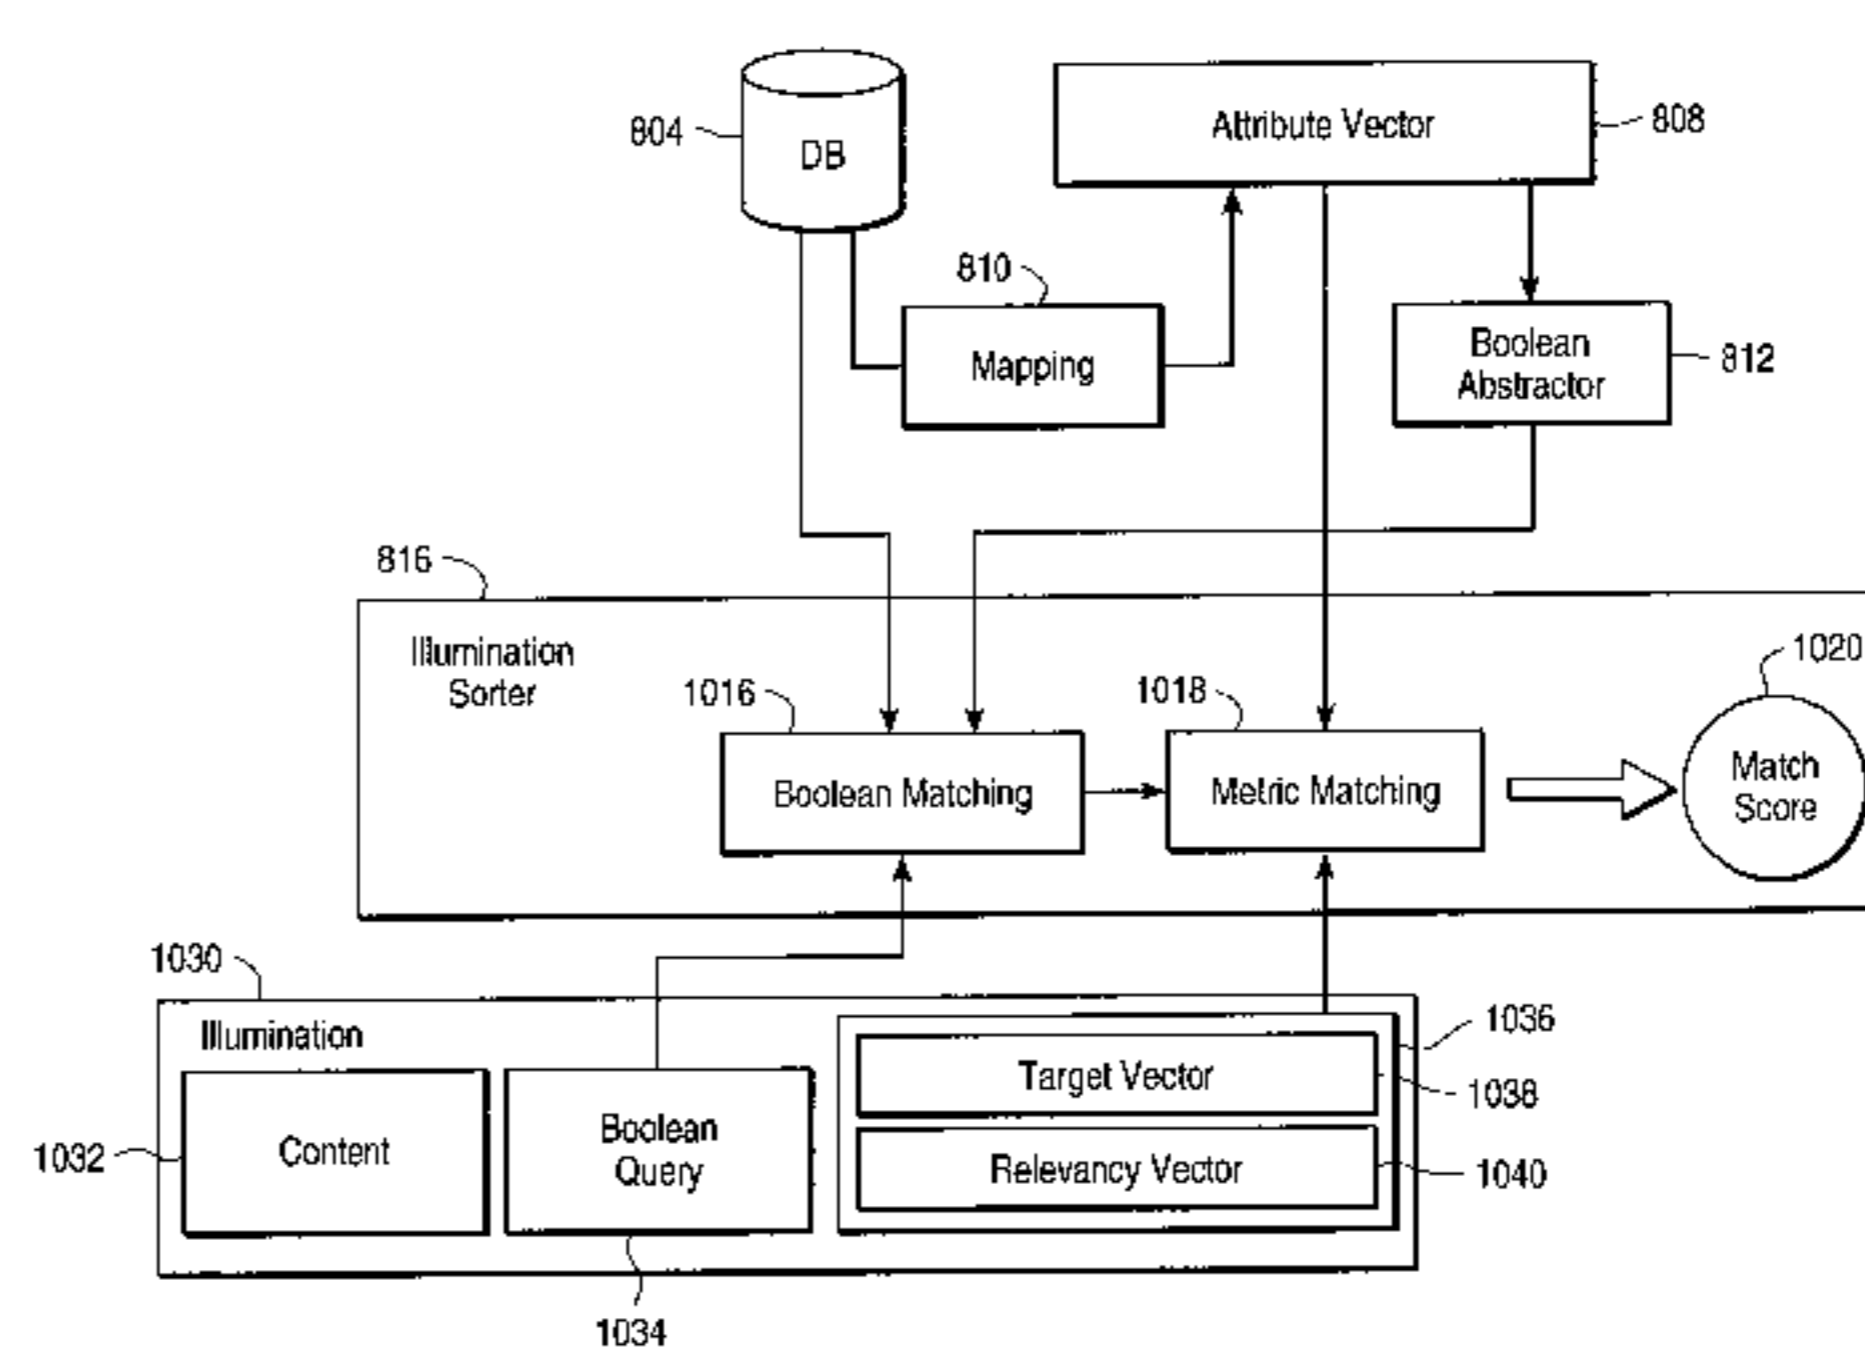 804
DB
Attribute Vector
808
810
Mapping
Boolean
Abstractor
812
816
Illumination
Sorter
1016
Boolean Matching
1018
Metric Matching
1020
Match
Score
1030
Illumination
1032
Content
Boolean
Query
1034
1036
Target Vector
1038
Relevancy Vector
1040